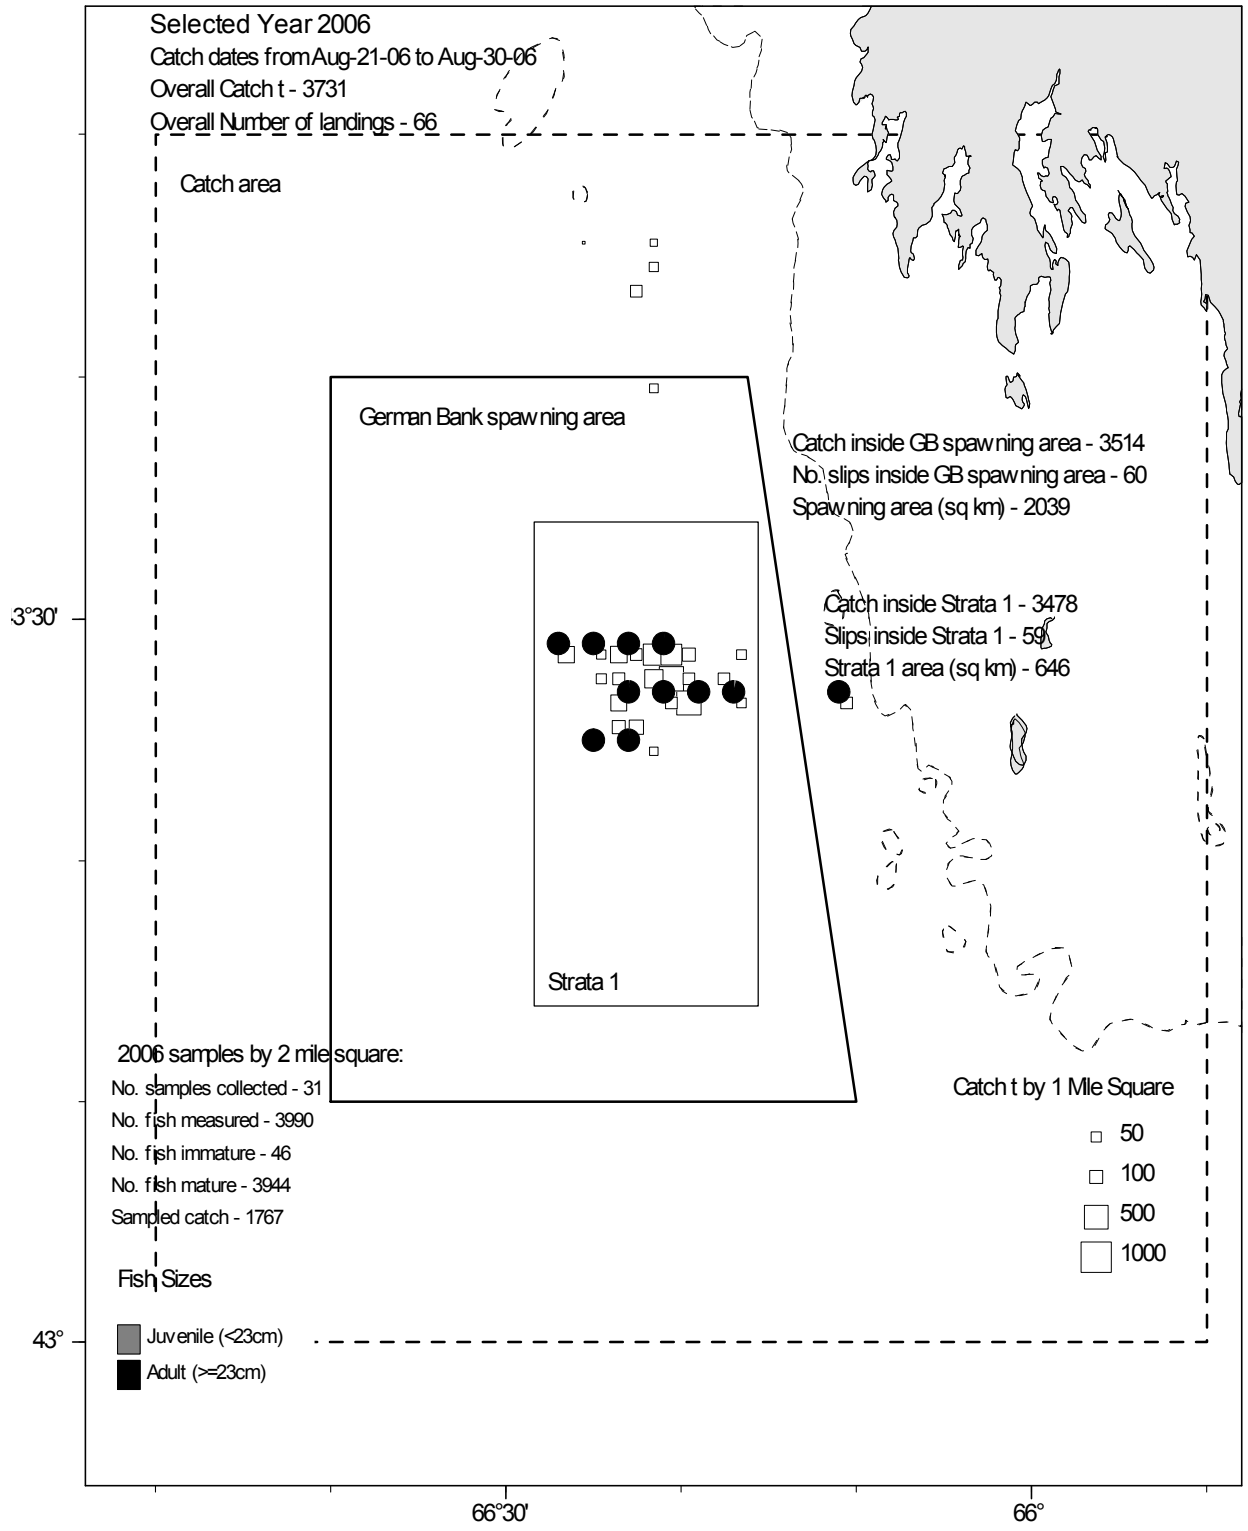 Selected Year 2006
Catch dates from Aug-21-06 to Aug-30-06
Overall Catch t - 3731
Overall Number of landings - 66
Catch area
German Bank spawning area
Catch inside GB spawning area - 3514
No. slips inside GB spawning area - 60
Spawning area (sq km) - 2039
3°30'
Catch inside Strata 1 - 3478
Slips inside Strata 1 - 59
Strata 1 area (sq km) - 646
Strata 1
2006 samples by 2 mile square:
No. samples collected - 31
No. fish measured - 3990
No. fish immature - 46
No. fish mature - 3944
Sampled catch - 1767
Catch t by 1 Mile Square
50
100
500
1000
Fish Sizes
Juvenile (<23cm)
Adult (>=23cm)
43°
66°30'
66°